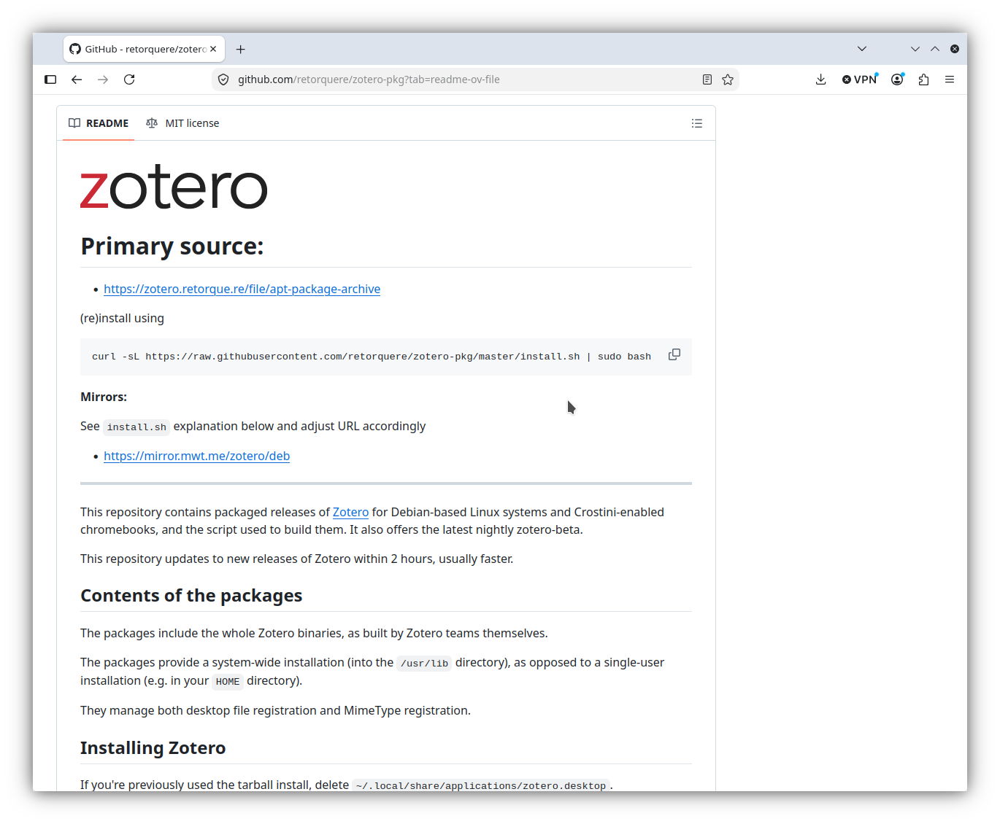 GitHub - retorquere/zotero
github.com/retorquere/zotero-pkg?tab=readme-ov-file
VPN
README
MIT license
zotero
Primary source:
https://zotero.retorque.re/file/apt-package-archive
(re)install using
curl -sL https://raw.githubusercontent.com/retorquere/zotero-pkg/master/install.sh | sudo bash
Mirrors:
See install.sh explanation below and adjust URL accordingly
https://mirror.mwt.me/zotero/deb
This repository contains packaged releases of Zotero for Debian-based Linux systems and Crostini-enabled
chromebooks, and the script used to build them. It also offers the latest nightly zotero-beta.
This repository updates to new releases of Zotero within 2 hours, usually faster.
Contents of the packages
The packages include the whole Zotero binaries, as built by Zotero teams themselves.
The packages provide a system-wide installation (into the /usr/lib directory), as opposed to a single-user
installation (e.g. in your HOME directory).
They manage both desktop file registration and MimeType registration.
Installing Zotero
If you're previously used the tarball install, delete ~/.local/share/applications/zotero.desktop.